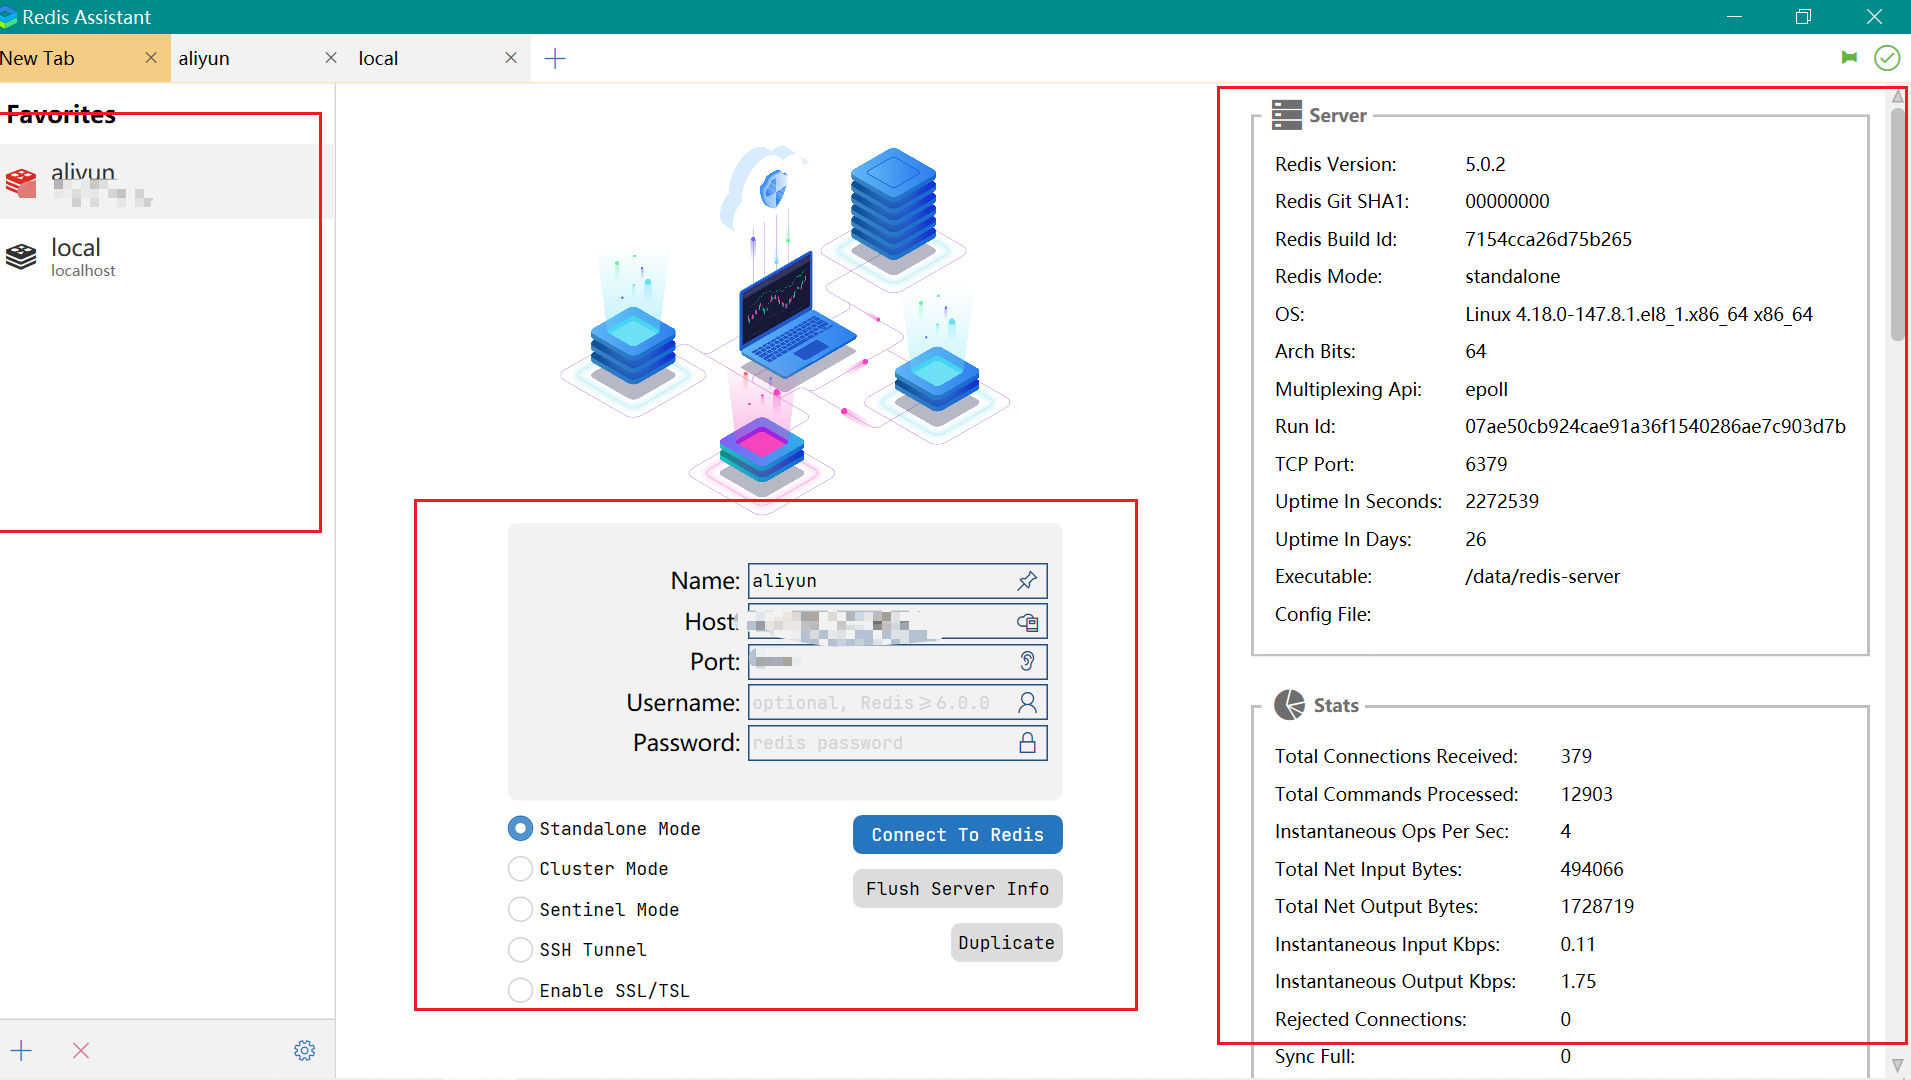 Redis Assistant
New Tab
aliyun
local
Favorites
aliyun
local
localhost
Name: aliyun
Host:
Port:
Username: optional, Redis≥6.0.0
Password: redis password
Standalone Mode
Cluster Mode
Sentinel Mode
SSH Tunnel
Enable SSL/TSL
Connect To Redis
Flush Server Info
Duplicate
Server
Redis Version: 5.0.2
Redis Git SHA1: 00000000
Redis Build Id: 7154cca26d75b265
Redis Mode: standalone
OS: Linux 4.18.0-147.8.1.el8_1.x86_64 x86_64
Arch Bits: 64
Multiplexing Api: epoll
Run Id: 07ae50cb924cae91a36f1540286ae7c903d7b
TCP Port: 6379
Uptime In Seconds: 2272539
Uptime In Days: 26
Executable: /data/redis-server
Config File:
Stats
Total Connections Received: 379
Total Commands Processed: 12903
Instantaneous Ops Per Sec: 4
Total Net Input Bytes: 494066
Total Net Output Bytes: 1728719
Instantaneous Input Kbps: 0.11
Instantaneous Output Kbps: 1.75
Rejected Connections: 0
Sync Full: 0